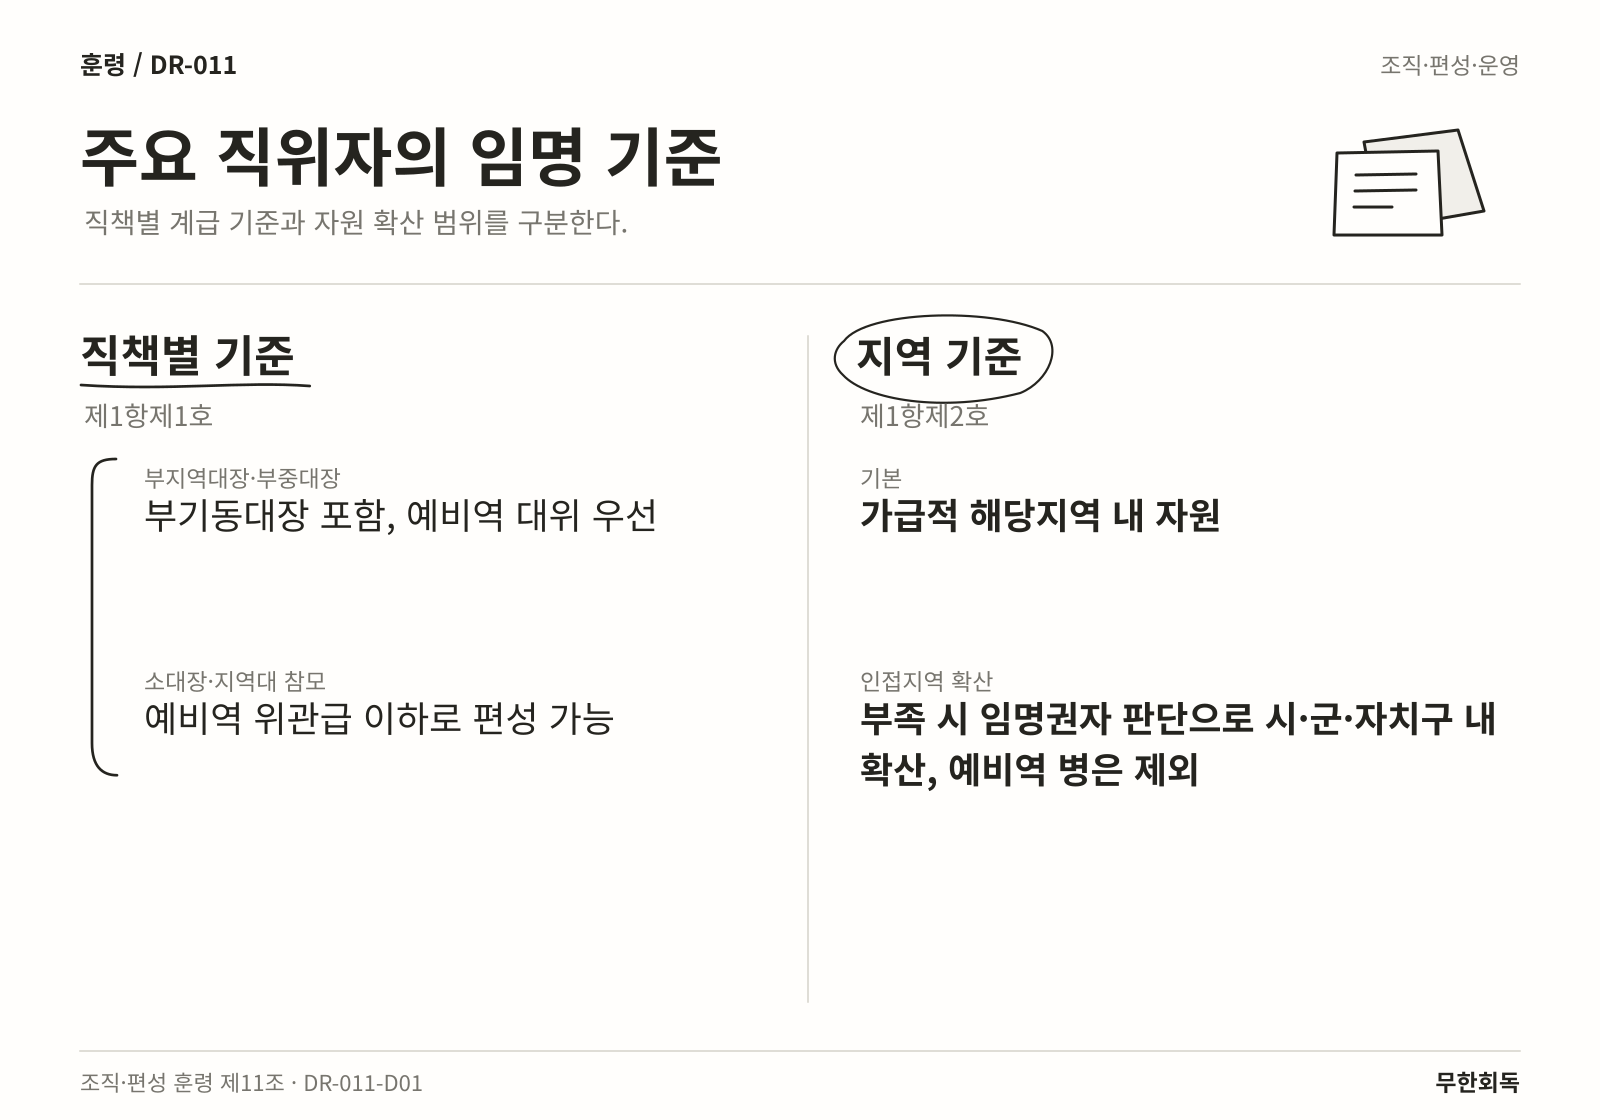 훈령 / DR-011
조직·편성·운영
주요 직위자의 임명 기준
직책별 계급 기준과 자원 확산 범위를 구분한다.
직책별 기준
제1항제1호
부지역대장·부중대장
부기동대장 포함, 예비역 대위 우선
소대장·지역대 참모
예비역 위관급 이하로 편성 가능
지역 기준
제1항제2호
기본
가급적 해당지역 내 자원
인접지역 확산
부족 시 임명권자 판단으로 시·군·자치구 내
확산, 예비역 병은 제외
조직·편성 훈령 제11조 · DR-011-D01
무한회독